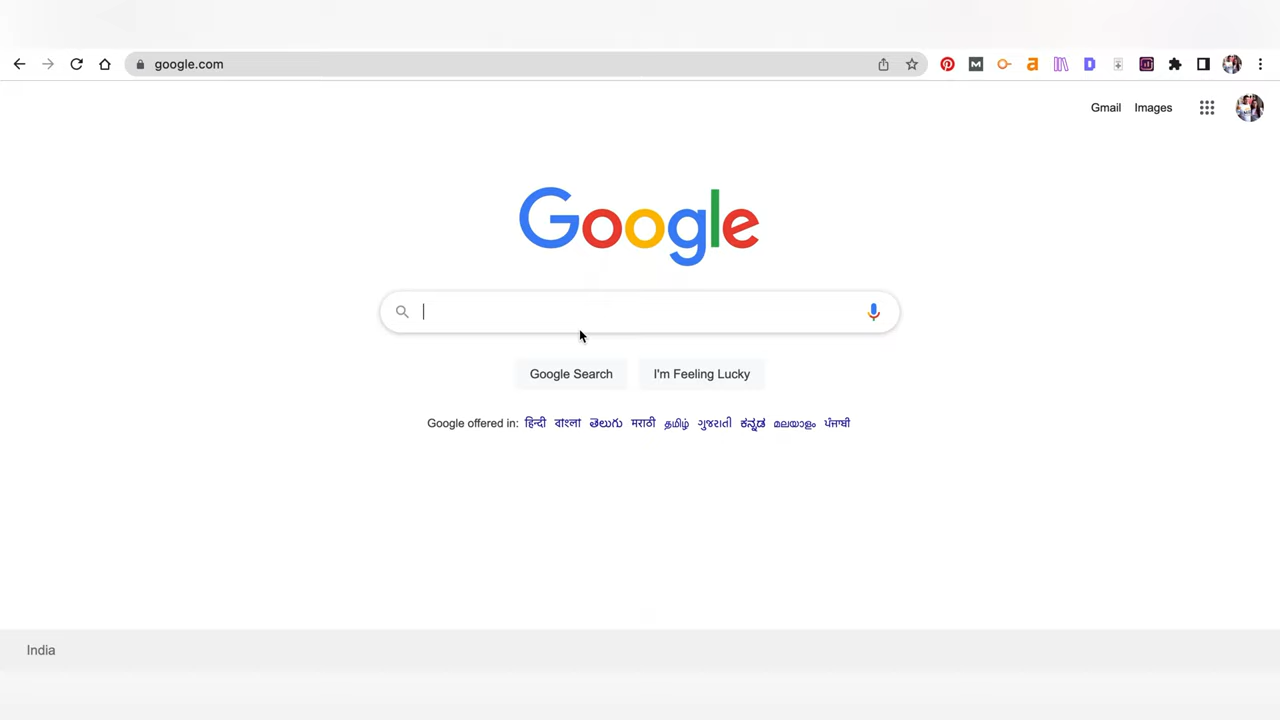 google.com
Gmail Images
Google
Google Search I'm Feeling Lucky
Google offered in: हिन्दी বাংলা తెలుగు मराठी தமிழ் ગુજરાતી ಕನ್ನಡ മലയാളം ਪੰਜਾਬੀ
India